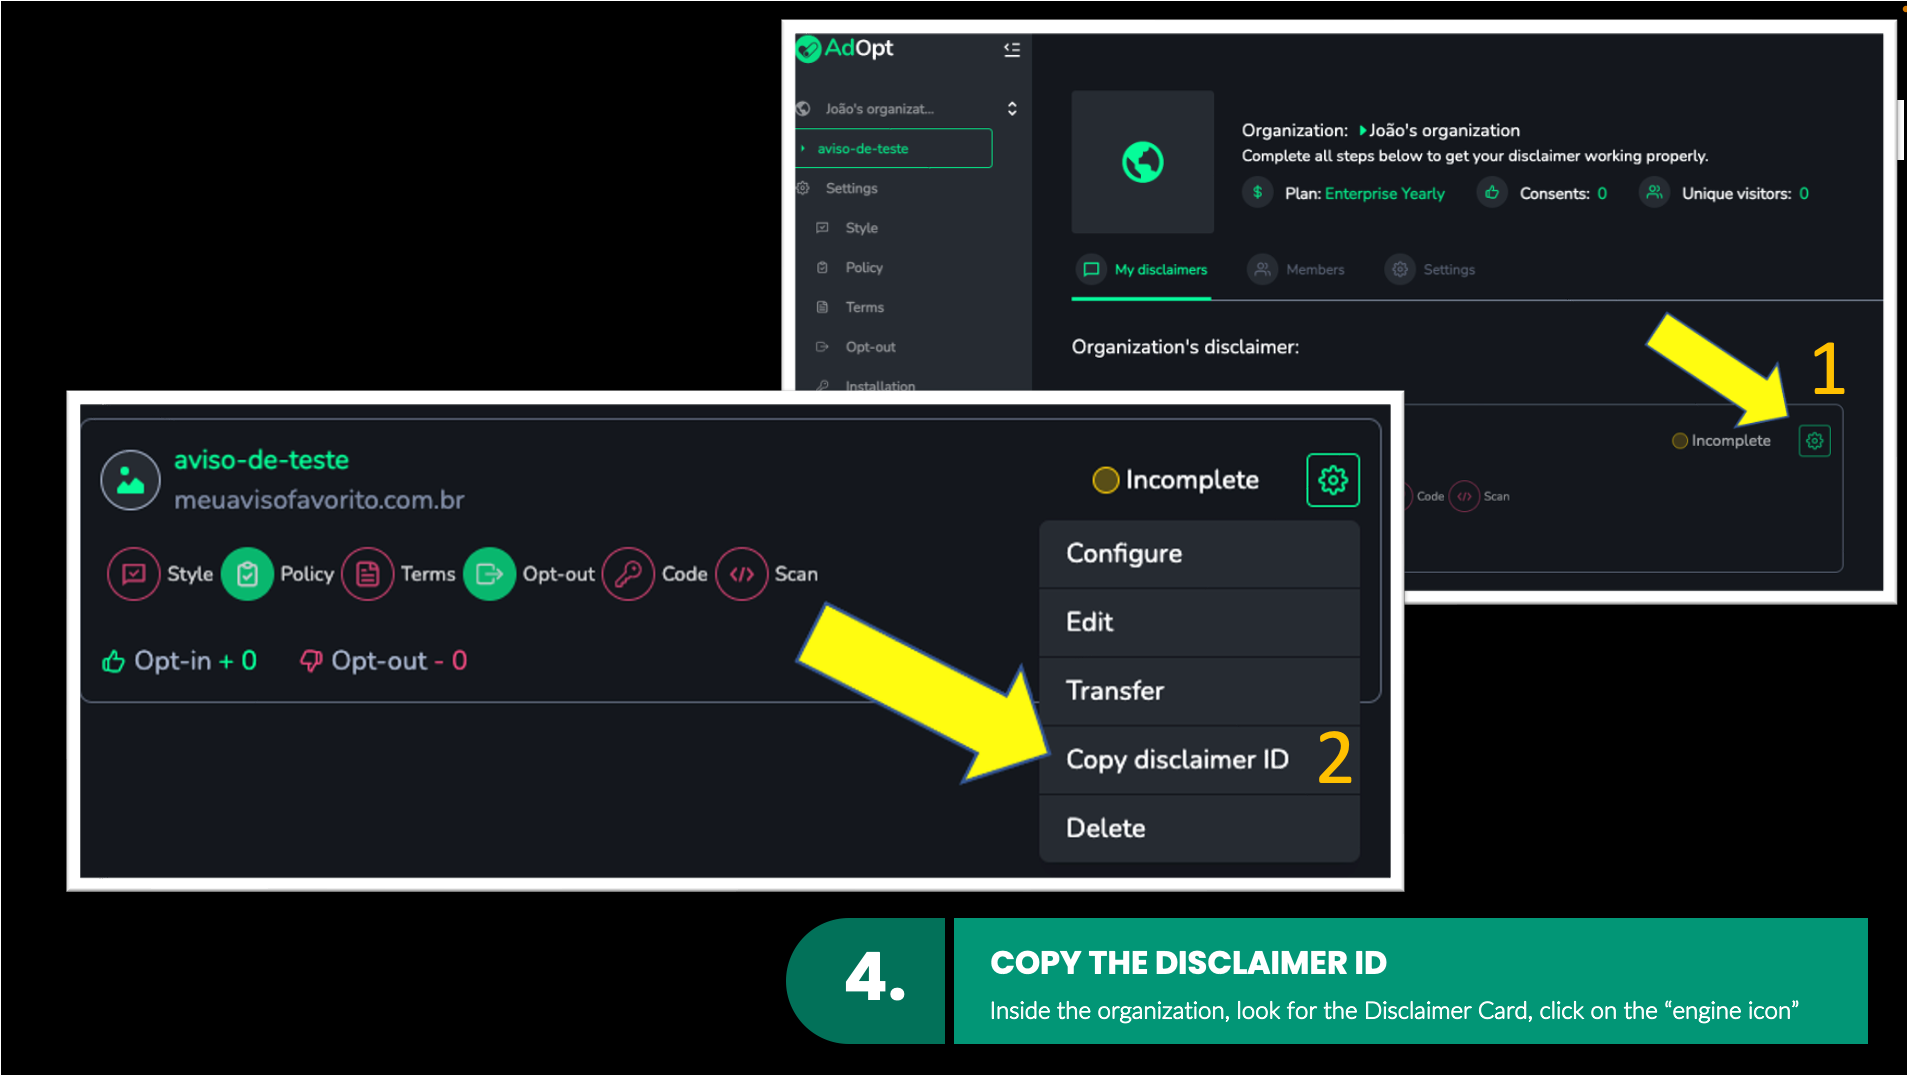 AdOpt
João's organizat...
aviso-de-teste
Settings
Style
Policy
Terms
Opt-out
Installation
Organization: João's organization
Complete all steps below to get your disclaimer working properly.
$ Plan: Enterprise Yearly Consents: 0 Unique visitors: 0
My disclaimers Members Settings
Organization's disclaimer:
1
Incomplete
Code </> Scan
aviso-de-teste
meuavisofavorito.com.br
Incomplete
Style Policy Terms Opt-out Code </> Scan
Opt-in + 0 Opt-out - 0
Configure
Edit
Transfer
Copy disclaimer ID 2
Delete
4.
COPY THE DISCLAIMER ID
Inside the organization, look for the Disclaimer Card, click on the “engine icon”